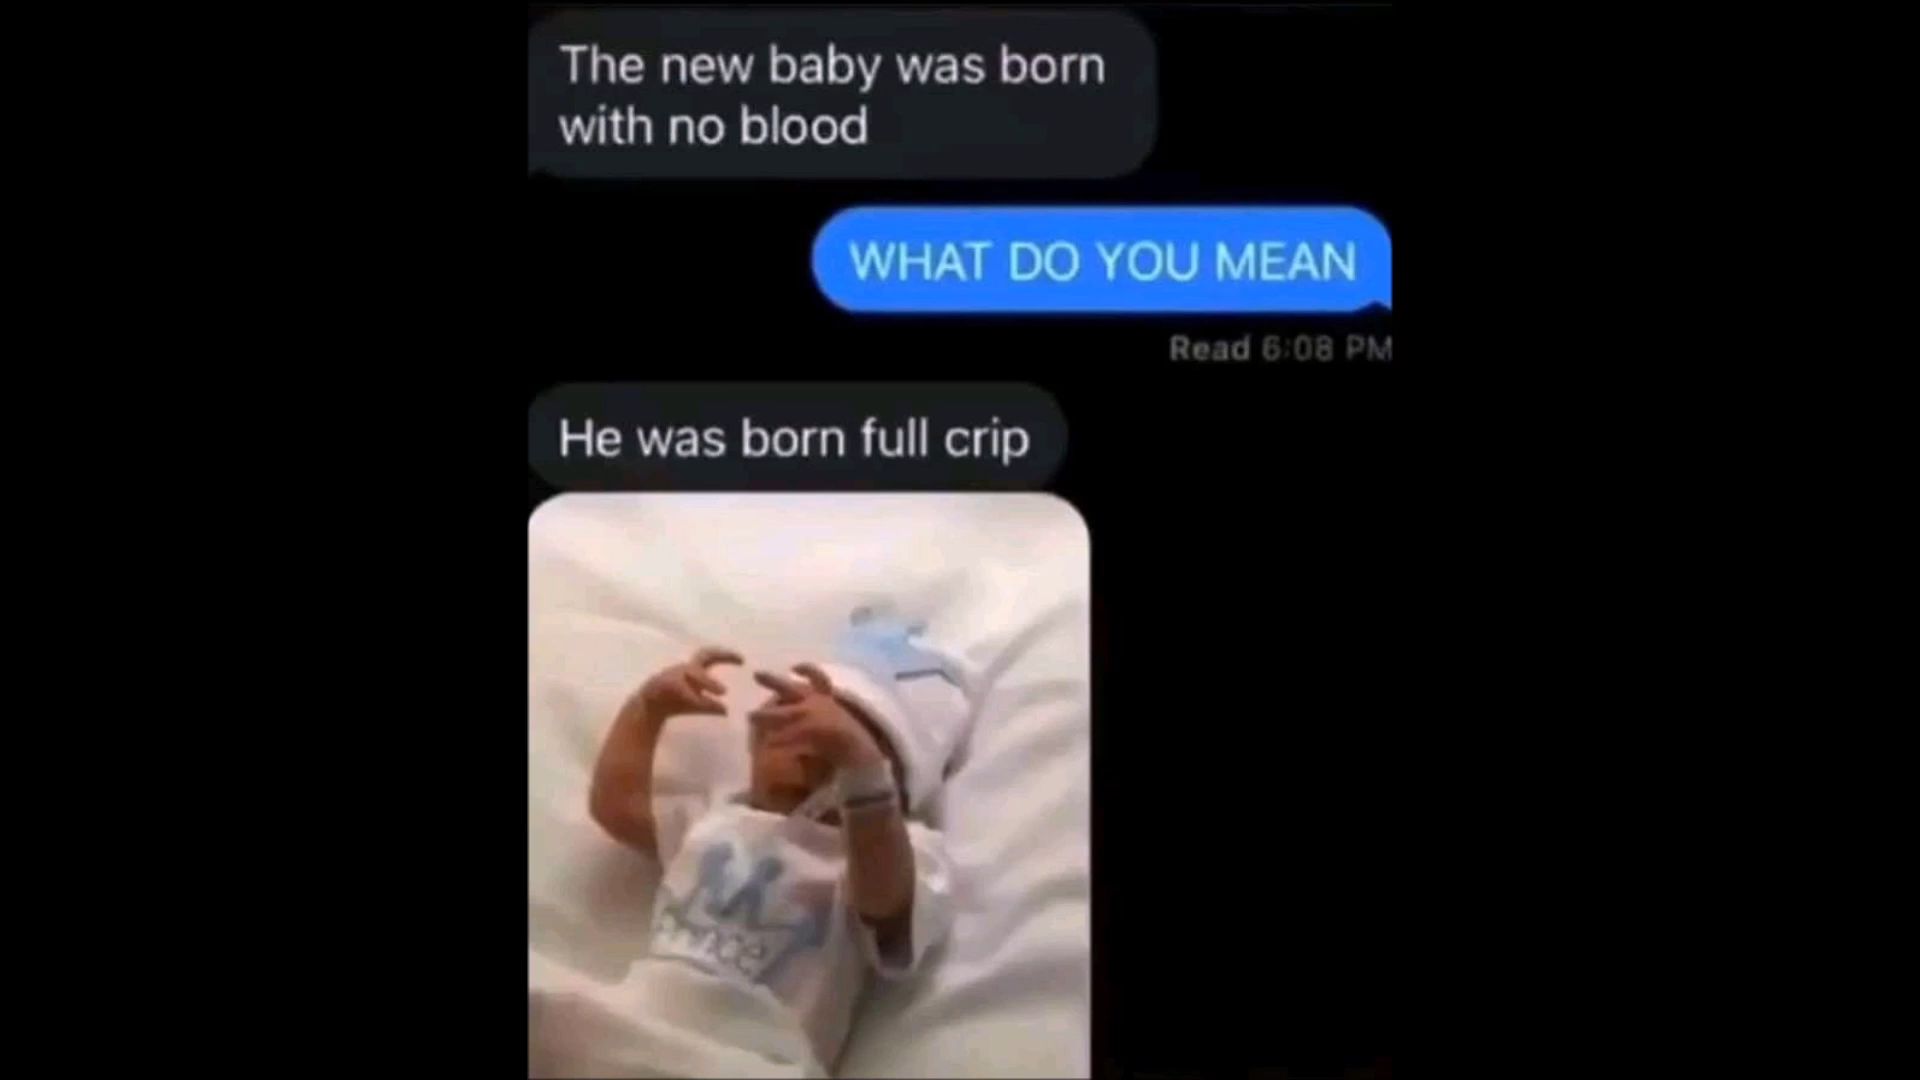 The new baby was born
with no blood
WHAT DO YOU MEAN
Read 6:08 PM
He was born full crip
Prince